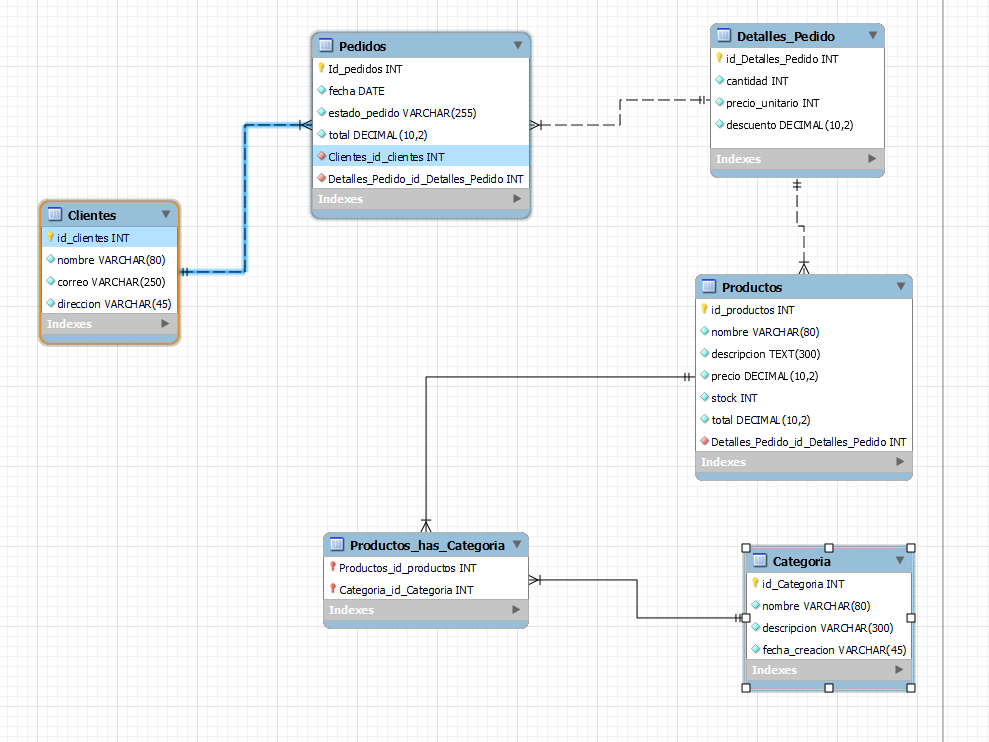 Pedidos
Id_pedidos INT
fecha DATE
estado_pedido VARCHAR(255)
total DECIMAL(10,2)
Clientes_id_clientes INT
Detalles_Pedido_id_Detalles_Pedido INT
Indexes
Detalles_Pedido
id_Detalles_Pedido INT
cantidad INT
precio_unitario INT
descuento DECIMAL(10,2)
Indexes
Clientes
id_clientes INT
nombre VARCHAR(80)
correo VARCHAR(250)
direccion VARCHAR(45)
Indexes
Productos
id_productos INT
nombre VARCHAR(80)
descripcion TEXT(300)
precio DECIMAL(10,2)
stock INT
total DECIMAL(10,2)
Detalles_Pedido_id_Detalles_Pedido INT
Indexes
Productos_has_Categoria
Productos_id_productos INT
Categoria_id_Categoria INT
Indexes
Categoria
id_Categoria INT
nombre VARCHAR(80)
descripcion VARCHAR(300)
fecha_creacion VARCHAR(45)
Indexes